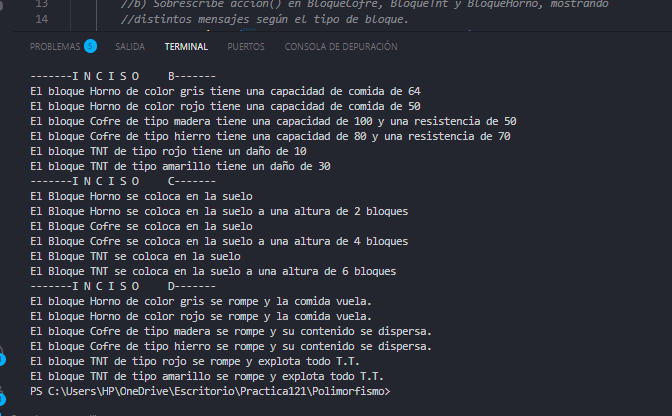 13 //b) Sobrescribe accion() en BloqueCofre, BloqueTnt y BloqueHorno, mostrando
14 //distintos mensajes según el tipo de bloque.
PROBLEMAS 5 SALIDA TERMINAL PUERTOS CONSOLA DE DEPURACIÓN
-------I N C I S O    B-------
El bloque Horno de color gris tiene una capacidad de comida de 64
El bloque Horno de color rojo tiene una capacidad de comida de 50
El bloque Cofre de tipo madera tiene una capacidad de 100 y una resistencia de 50
El bloque Cofre de tipo hierro tiene una capacidad de 80 y una resistencia de 70
El bloque TNT de tipo rojo tiene un daño de 10
El bloque TNT de tipo amarillo tiene un daño de 30
-------I N C I S O    C-------
El Bloque Horno se coloca en la suelo
El Bloque Horno se coloca en la suelo a una altura de 2 bloques
El Bloque Cofre se coloca en la suelo
El Bloque Cofre se coloca en la suelo a una altura de 4 bloques
El Bloque TNT se coloca en la suelo
El Bloque TNT se coloca en la suelo a una altura de 6 bloques
-------I N C I S O    D-------
El bloque Horno de color gris se rompe y la comida vuela.
El bloque Horno de color rojo se rompe y la comida vuela.
El bloque Cofre de tipo madera se rompe y su contenido se dispersa.
El bloque Cofre de tipo hierro se rompe y su contenido se dispersa.
El bloque TNT de tipo rojo se rompe y explota todo T.T.
El bloque TNT de tipo amarillo se rompe y explota todo T.T.
PS C:\Users\HP\OneDrive\Escritorio\Practica121\Polimorfismo>